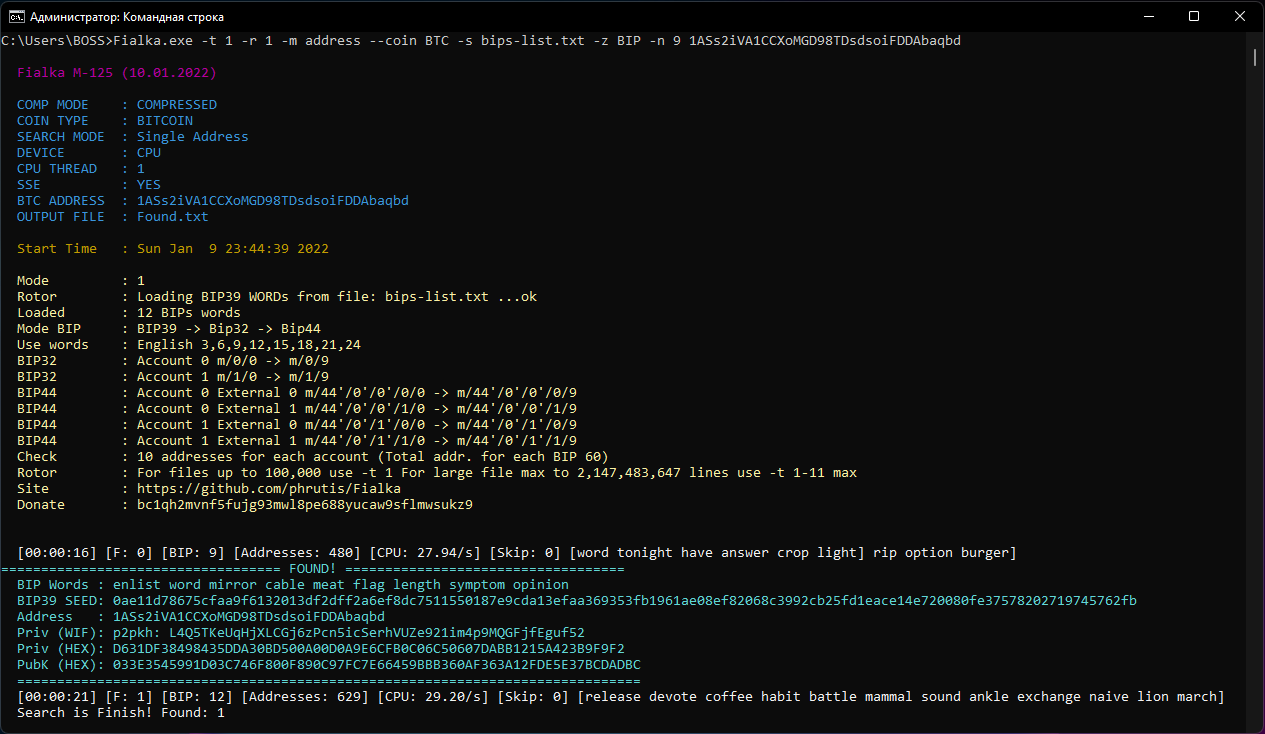 Администратор: Командная строка
C:\Users\BOSS>Fialka.exe -t 1 -r 1 -m address --coin BTC -s bips-list.txt -z BIP -n 9 1ASs2iVA1CCXoMGD98TDsdsoiFDDAbaqbd
Fialka M-125 (10.01.2022)
COMP MODE : COMPRESSED
COIN TYPE : BITCOIN
SEARCH MODE : Single Address
DEVICE : CPU
CPU THREAD : 1
SSE : YES
BTC ADDRESS : 1ASs2iVA1CCXoMGD98TDsdsoiFDDAbaqbd
OUTPUT FILE : Found.txt
Start Time : Sun Jan 9 23:44:39 2022
Mode : 1
Rotor : Loading BIP39 WORDs from file: bips-list.txt ...ok
Loaded : 12 BIPs words
Mode BIP : BIP39 -> Bip32 -> Bip44
Use words : English 3,6,9,12,15,18,21,24
BIP32 : Account 0 m/0/0 -> m/0/9
BIP32 : Account 1 m/1/0 -> m/1/9
BIP44 : Account 0 External 0 m/44'/0'/0'/0/0 -> m/44'/0'/0'/0/9
BIP44 : Account 0 External 1 m/44'/0'/0'/1/0 -> m/44'/0'/0'/1/9
BIP44 : Account 1 External 0 m/44'/0'/1'/0/0 -> m/44'/0'/1'/0/9
BIP44 : Account 1 External 1 m/44'/0'/1'/1/0 -> m/44'/0'/1'/1/9
Check : 10 addresses for each account (Total addr. for each BIP 60)
Rotor : For files up to 100,000 use -t 1 For large file max to 2,147,483,647 lines use -t 1-11 max
Site : https://github.com/phrutis/Fialka
Donate : bc1qh2mvnf5fujg93mwl8pe688yucaw9sflmwsukz9
[00:00:16] [F: 0] [BIP: 9] [Addresses: 480] [CPU: 27.94/s] [Skip: 0] [word tonight have answer crop light] rip option burger]
=================================== FOUND! ===================================
BIP Words : enlist word mirror cable meat flag length symptom opinion
BIP39 SEED: 0ae11d78675cfaa9f6132013df2dff2a6ef8dc7511550187e9cda13efaa369353fb1961ae08ef82068c3992cb25fd1eace14e720080fe37578202719745762fb
Address : 1ASs2iVA1CCXoMGD98TDsdsoiFDDAbaqbd
Priv (WIF): p2pkh: L4Q5TKeUqHjXLCGj6zPcn5icSerhVUZe921im4p9MQGFjfEguf52
Priv (HEX): D631DF38498435DDA30BD500A00D0A9E6CFB0C06C50607DABB1215A423B9F9F2
PubK (HEX): 033E3545991D03C746F800F890C97FC7E66459BBB360AF363A12FDE5E37BCDADBC
==============================================================================
[00:00:21] [F: 1] [BIP: 12] [Addresses: 629] [CPU: 29.20/s] [Skip: 0] [release devote coffee habit battle mammal sound ankle exchange naive lion march]
Search is Finish! Found: 1